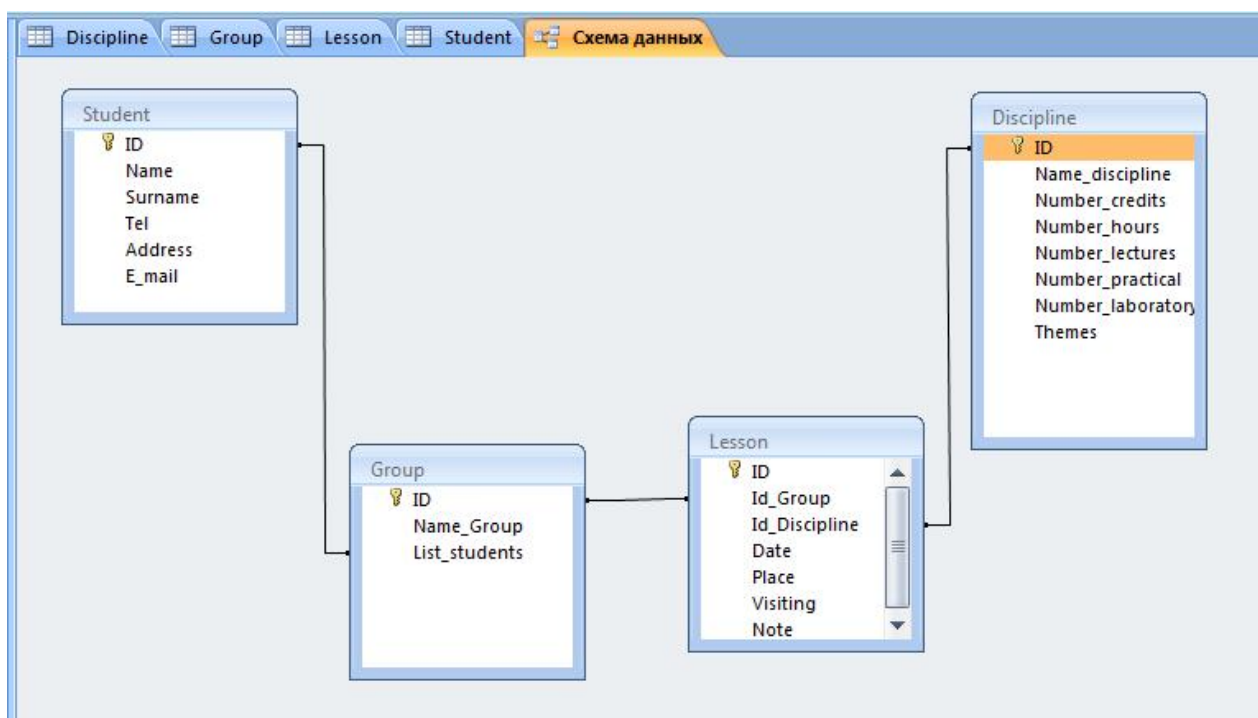 Discipline Group Lesson Student Схема данных
Student
ID
Name
Surname
Tel
Address
E_mail
Discipline
ID
Name_discipline
Number_credits
Number_hours
Number_lectures
Number_practical
Number_laboratory
Themes
Group
ID
Name_Group
List_students
Lesson
ID
Id_Group
Id_Discipline
Date
Place
Visiting
Note